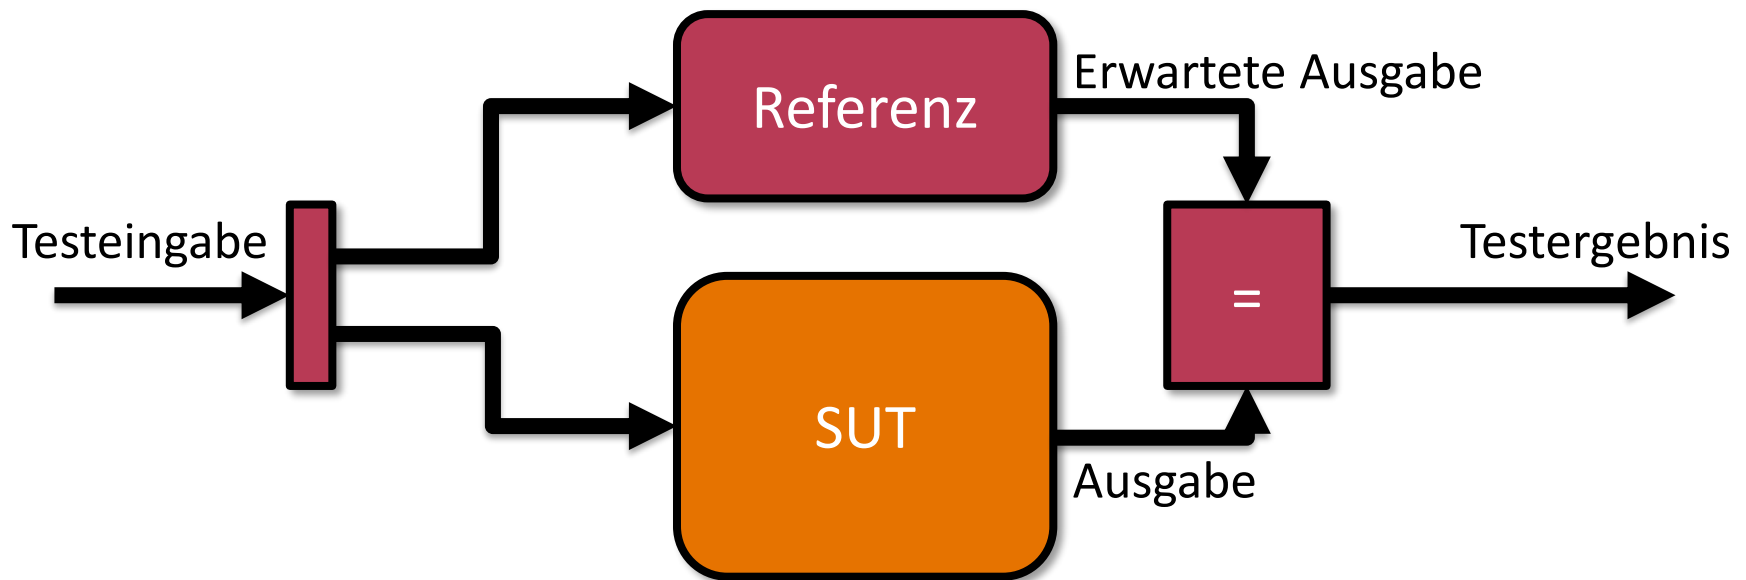 Referenz
Erwartete Ausgabe
Testeingabe
=
Testergebnis
SUT
Ausgabe